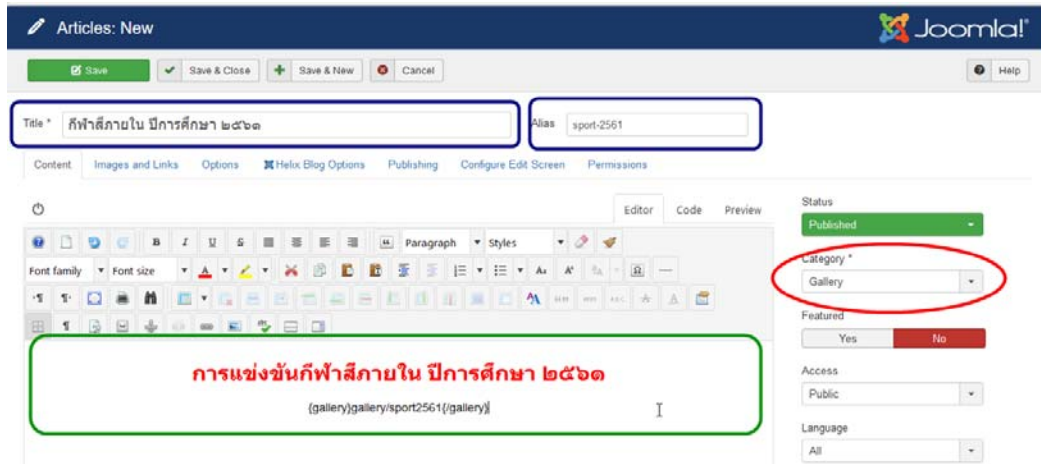 Articles: New
Joomla!
Save Save & Close Save & New Cancel Help
Title * กีฬาสีภายใน ปีการศึกษา ๒๕๖๑ Alias sport-2561
Content Images and Links Options Helix Blog Options Publishing Configure Edit Screen Permissions
Editor Code Preview
Status
Published
B I U S Paragraph Styles
Category *
Font family Font size
Gallery
Featured
Yes No
การแข่งขันกีฬาสีภายใน ปีการศึกษา ๒๕๖๑
{gallery}gallery/sport2561{/gallery}
Access
Public
Language
All